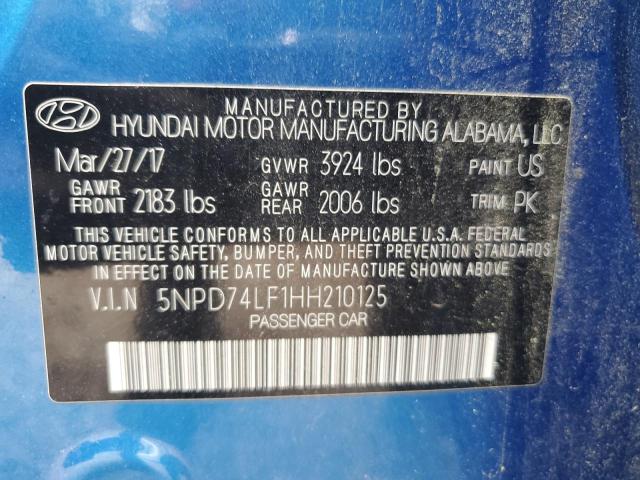 MANUFACTURED BY
HYUNDAI MOTOR MANUFACTURING ALABAMA, LLC
Mar/27/17 GVWR 3924 lbs PAINT US
GAWR FRONT 2183 lbs GAWR REAR 2006 lbs TRIM PK
THIS VEHICLE CONFORMS TO ALL APPLICABLE U.S.A. FEDERAL
MOTOR VEHICLE SAFETY, BUMPER, AND THEFT PREVENTION STANDARDS
IN EFFECT ON THE DATE OF MANUFACTURE SHOWN ABOVE.
V.I.N 5NPD74LF1HH210125
PASSENGER CAR